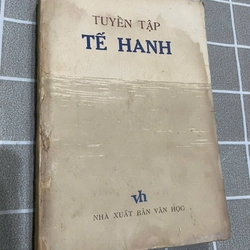 TUYỂN TẬP
TẾ HANH
vh
NHÀ XUẤT BẢN VĂN HỌC